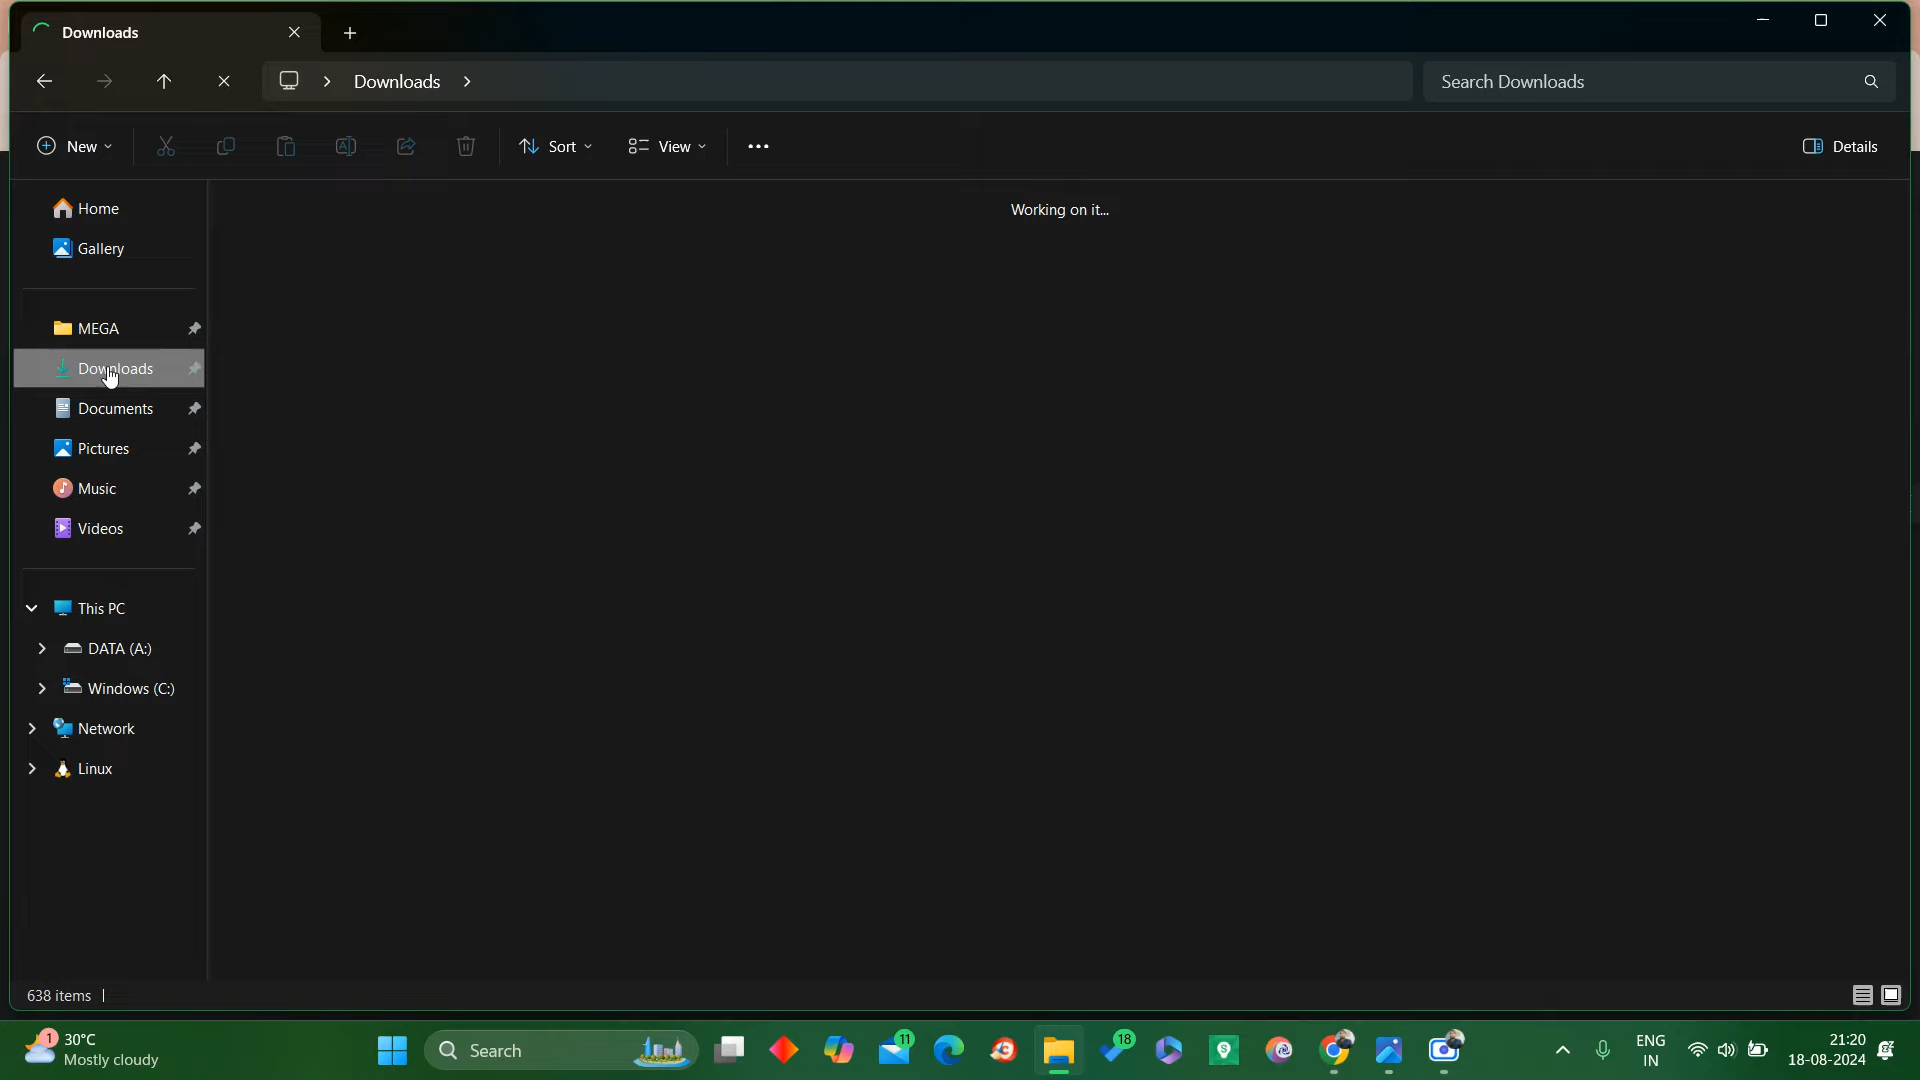 Downloads
Downloads
Search Downloads
New
Sort
View
Details
Home
Gallery
MEGA
Downloads
Documents
Pictures
Music
Videos
This PC
DATA (A:)
Windows (C:)
Network
Linux
Working on it...
638 items
1
30°C
Mostly cloudy
Search
11
18
ENG
IN
21:20
18-08-2024